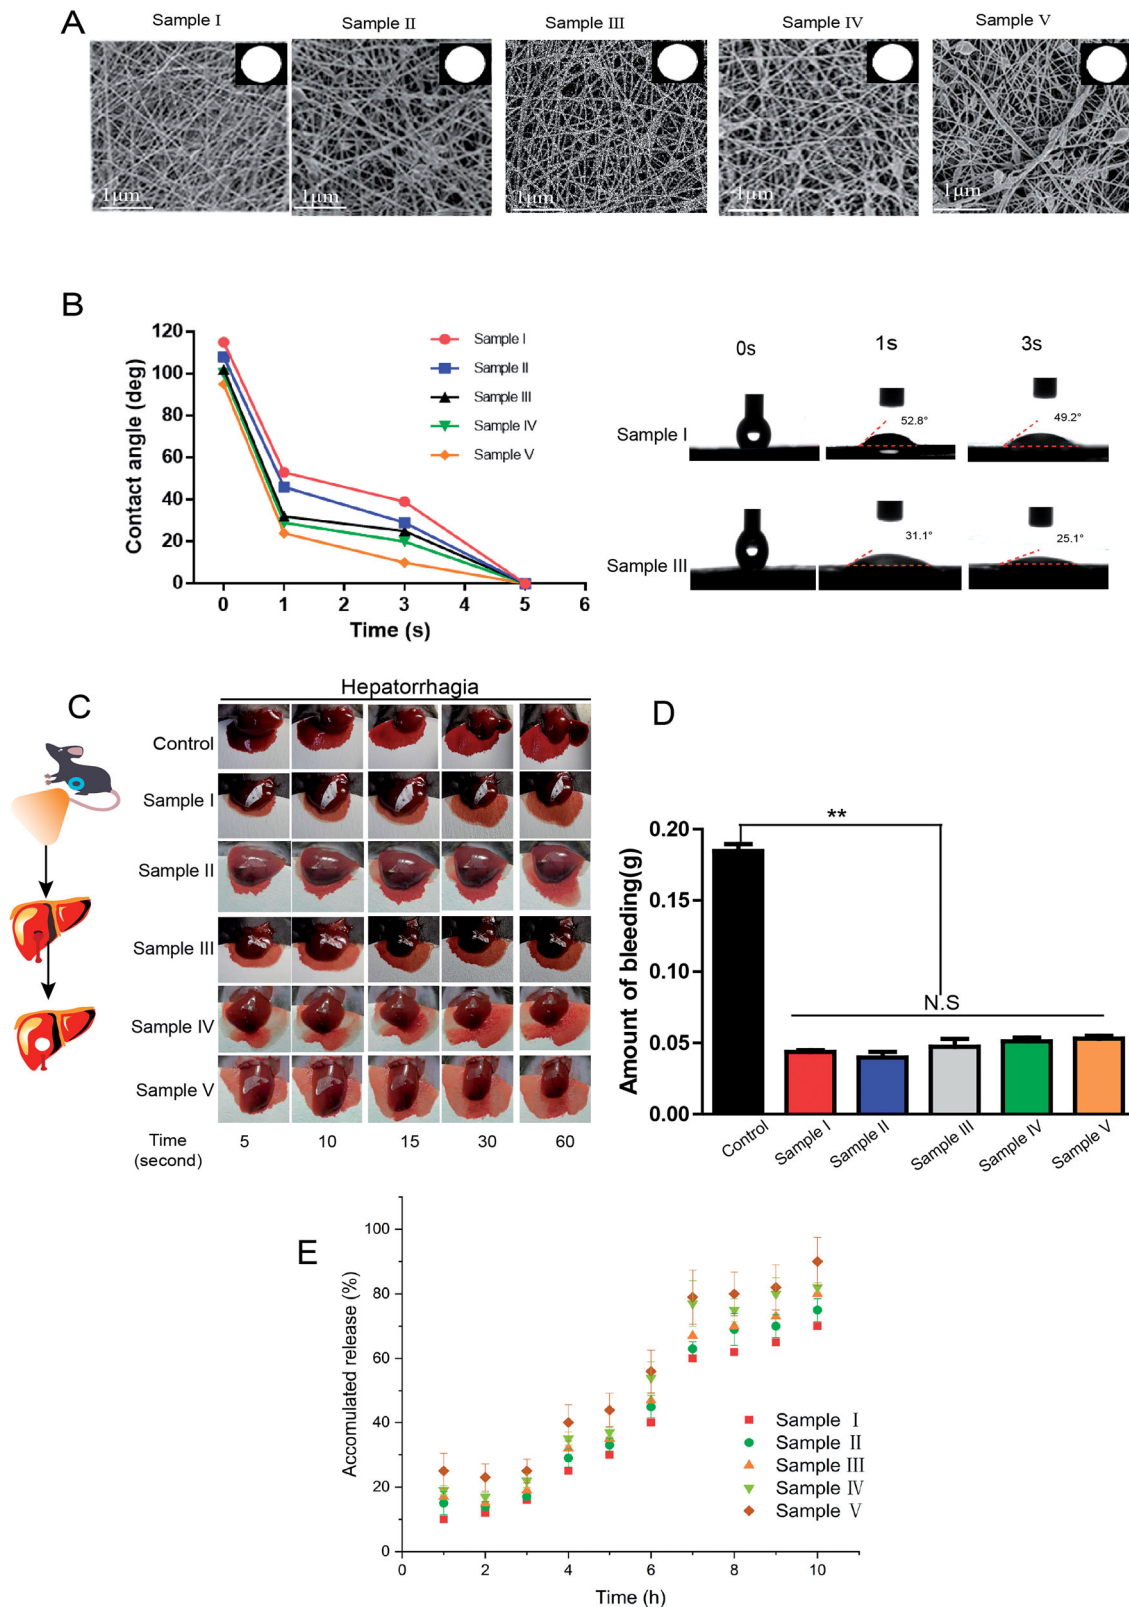 A
Sample I
Sample II
Sample III
Sample IV
Sample V
1μm
1μm
1μm
1μm
1μm
B
Contact angle (deg)
120
100
80
60
40
20
0
0 1 2 3 4 5 6
Time (s)
Sample I
Sample II
Sample III
Sample IV
Sample V
0s 1s 3s
Sample I
52.8°
49.2°
Sample III
31.1°
25.1°
C
Hepatorrhagia
Control
Sample I
Sample II
Sample III
Sample IV
Sample V
Time (second)
5 10 15 30 60
D
Amount of bleeding(g)
0.20
0.15
0.10
0.05
0.00
**
N.S
Control
Sample I
Sample II
Sample III
Sample IV
Sample V
E
Accomulated release (%)
100
80
60
40
20
0
0 2 4 6 8 10
Time (h)
Sample I
Sample II
Sample III
Sample IV
Sample V